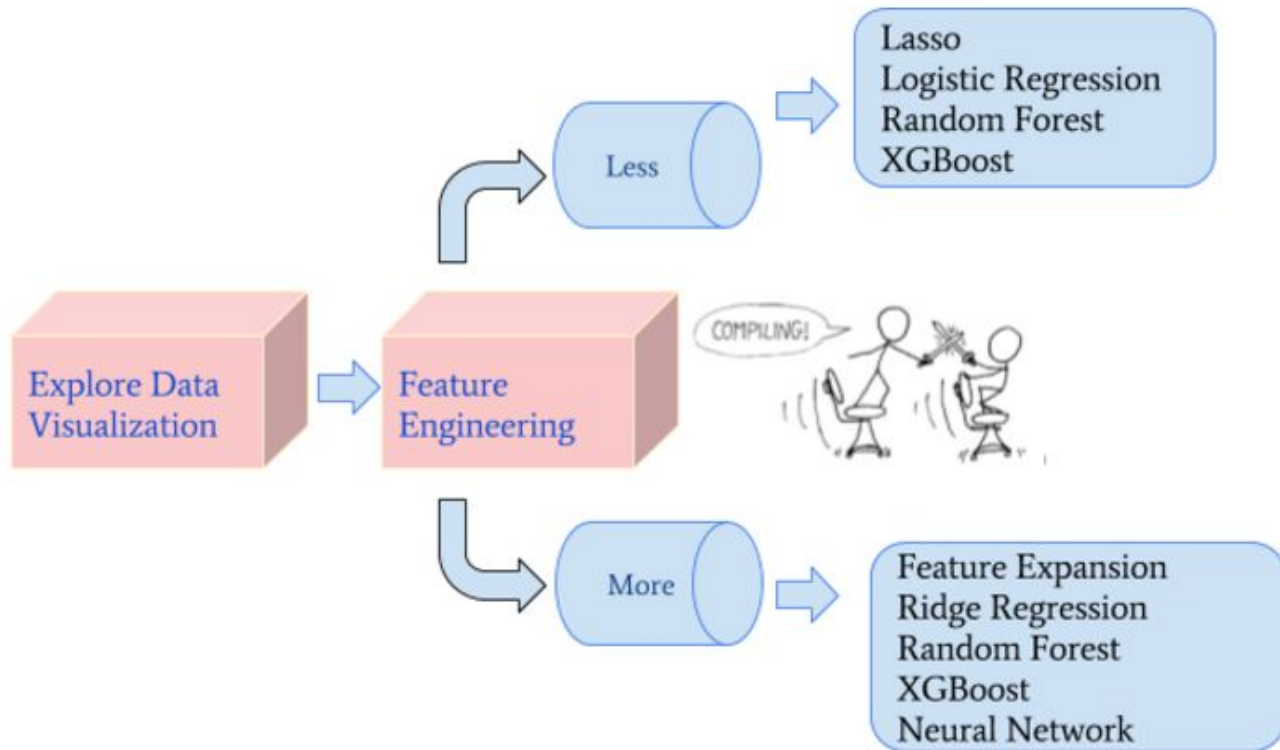 Lasso
Logistic Regression
Random Forest
XGBoost
Less
COMPILING!
Explore Data
Visualization
Feature
Engineering
More
Feature Expansion
Ridge Regression
Random Forest
XGBoost
Neural Network